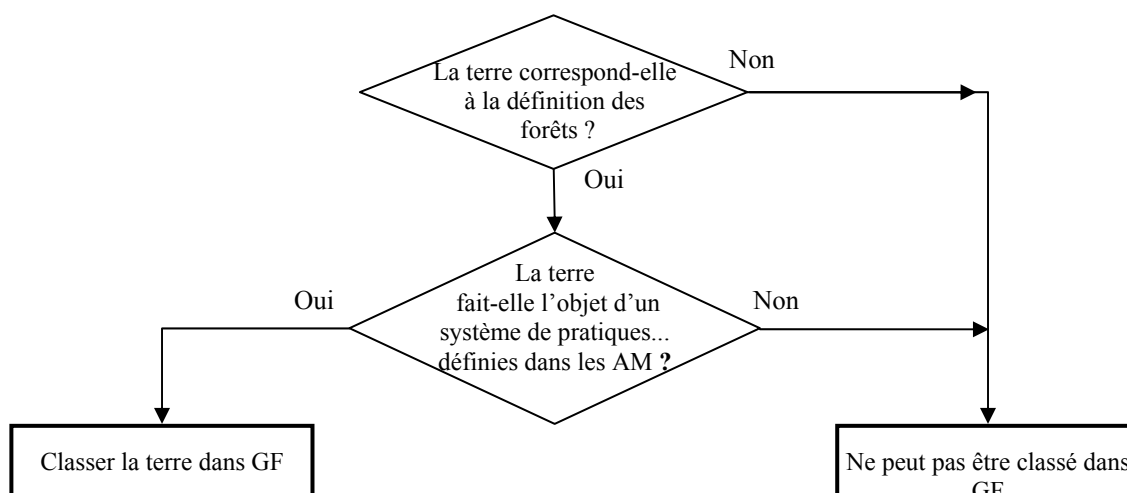 La terre correspond-elle
à la définition des
forêts ?
Non
Oui
La terre
fait-elle l’objet d’un
système de pratiques...
définies dans les AM ?
Oui
Non
Classer la terre dans GF
Ne peut pas être classé dans
GF